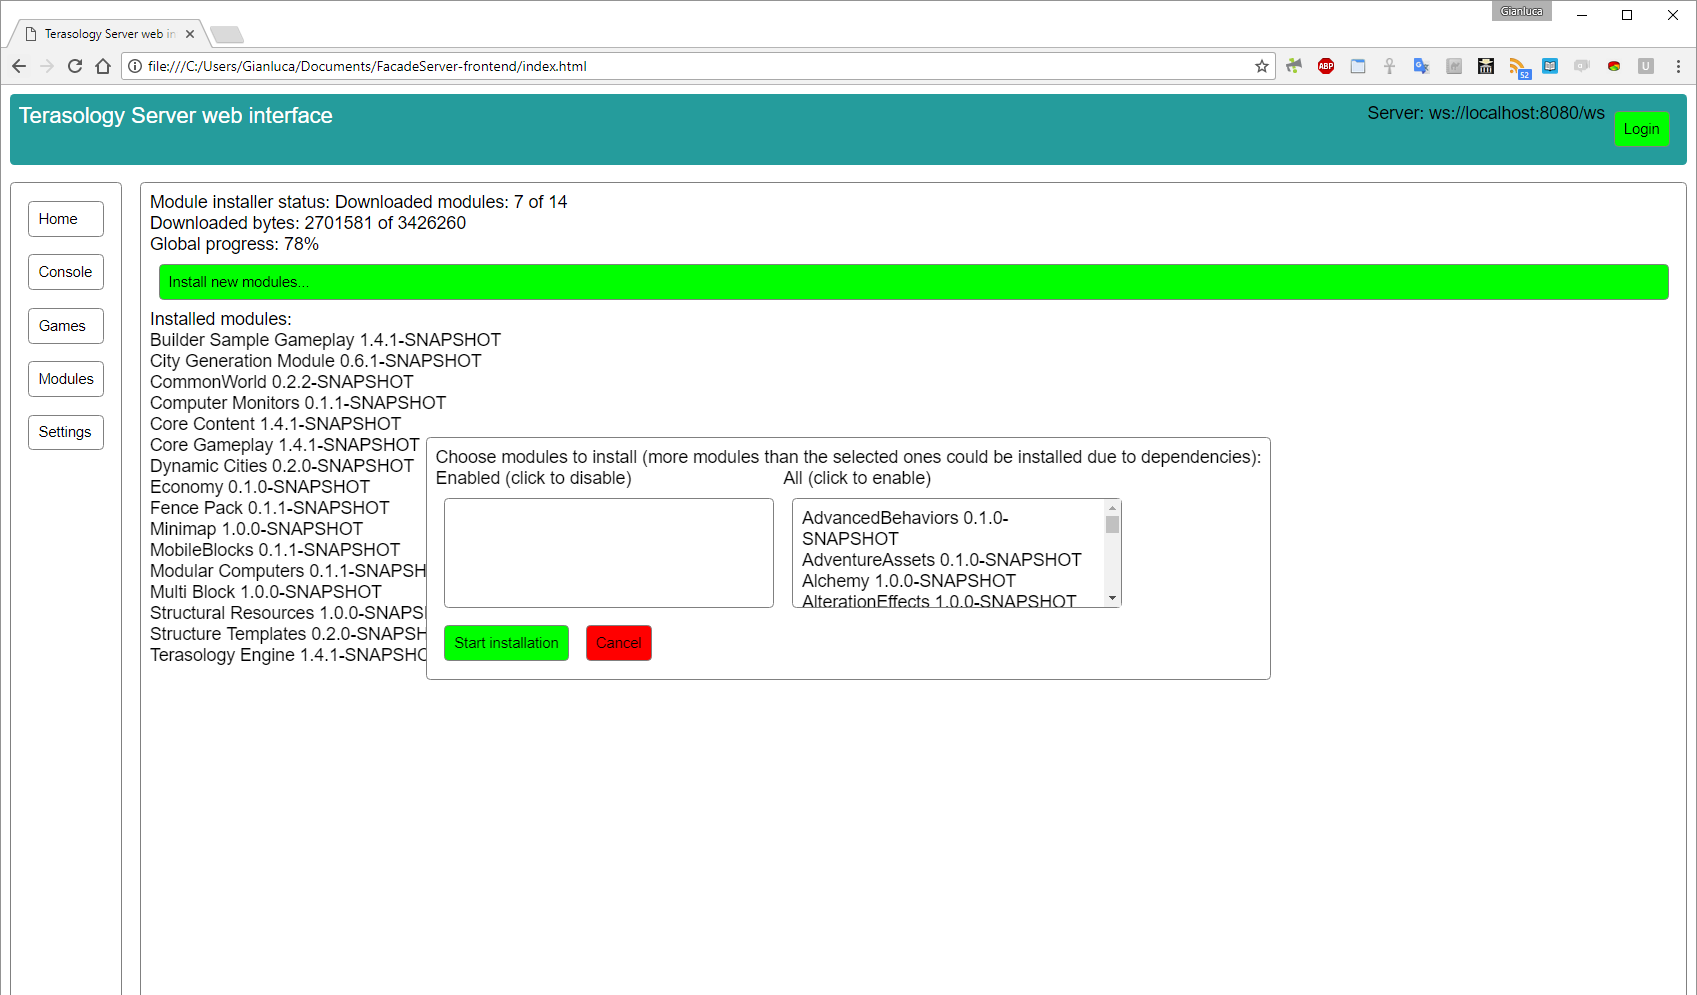 Gianluca
Terasology Server web in
file:///C:/Users/Gianluca/Documents/FacadeServer-frontend/index.html
ABP
52
U
Terasology Server web interface
Server: ws://localhost:8080/ws
Login
Home
Console
Games
Modules
Settings
Module installer status: Downloaded modules: 7 of 14
Downloaded bytes: 2701581 of 3426260
Global progress: 78%
Install new modules...
Installed modules:
Builder Sample Gameplay 1.4.1-SNAPSHOT
City Generation Module 0.6.1-SNAPSHOT
CommonWorld 0.2.2-SNAPSHOT
Computer Monitors 0.1.1-SNAPSHOT
Core Content 1.4.1-SNAPSHOT
Core Gameplay 1.4.1-SNAPSHOT
Dynamic Cities 0.2.0-SNAPSHOT
Economy 0.1.0-SNAPSHOT
Fence Pack 0.1.1-SNAPSHOT
Minimap 1.0.0-SNAPSHOT
MobileBlocks 0.1.1-SNAPSHOT
Modular Computers 0.1.1-SNAPSH
Multi Block 1.0.0-SNAPSHOT
Structural Resources 1.0.0-SNAPS
Structure Templates 0.2.0-SNAPSH
Terasology Engine 1.4.1-SNAPSHO
Choose modules to install (more modules than the selected ones could be installed due to dependencies):
Enabled (click to disable)
All (click to enable)
AdvancedBehaviors 0.1.0-
SNAPSHOT
AdventureAssets 0.1.0-SNAPSHOT
Alchemy 1.0.0-SNAPSHOT
AlterationEffects 1.0.0-SNAPSHOT
Start installation
Cancel